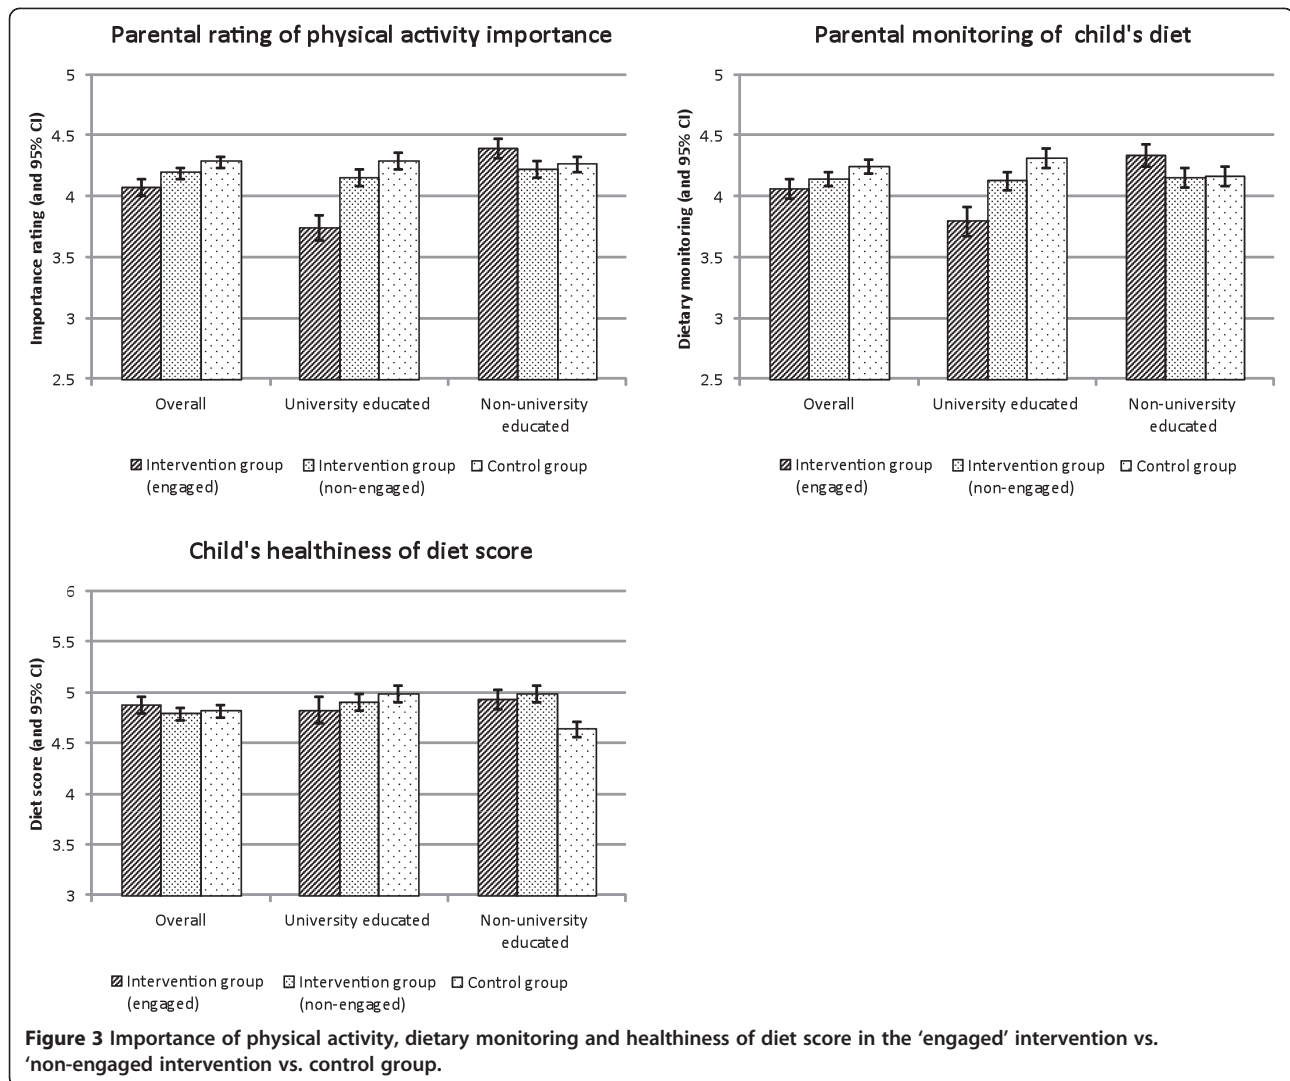 Parental rating of physical activity importance
Importance rating (and 95% CI)
5
4.5
4
3.5
3
2.5
Overall
University educated
Non-university
educated
Intervention group
(engaged)
Intervention group
(non-engaged)
Control group
Parental monitoring of child's diet
Dietary monitoring (and 95% CI)
5
4.5
4
3.5
3
2.5
Overall
University educated
Non-university
educated
Intervention group
(engaged)
Intervention group
(non-engaged)
Control group
Child's healthiness of diet score
Diet score (and 95% CI)
6
5.5
5
4.5
4
3.5
3
Overall
University educated
Non-university
educated
Intervention group
(engaged)
Intervention group
(non-engaged)
Control group
Figure 3 Importance of physical activity, dietary monitoring and healthiness of diet score in the ‘engaged’ intervention vs.
‘non-engaged intervention vs. control group.